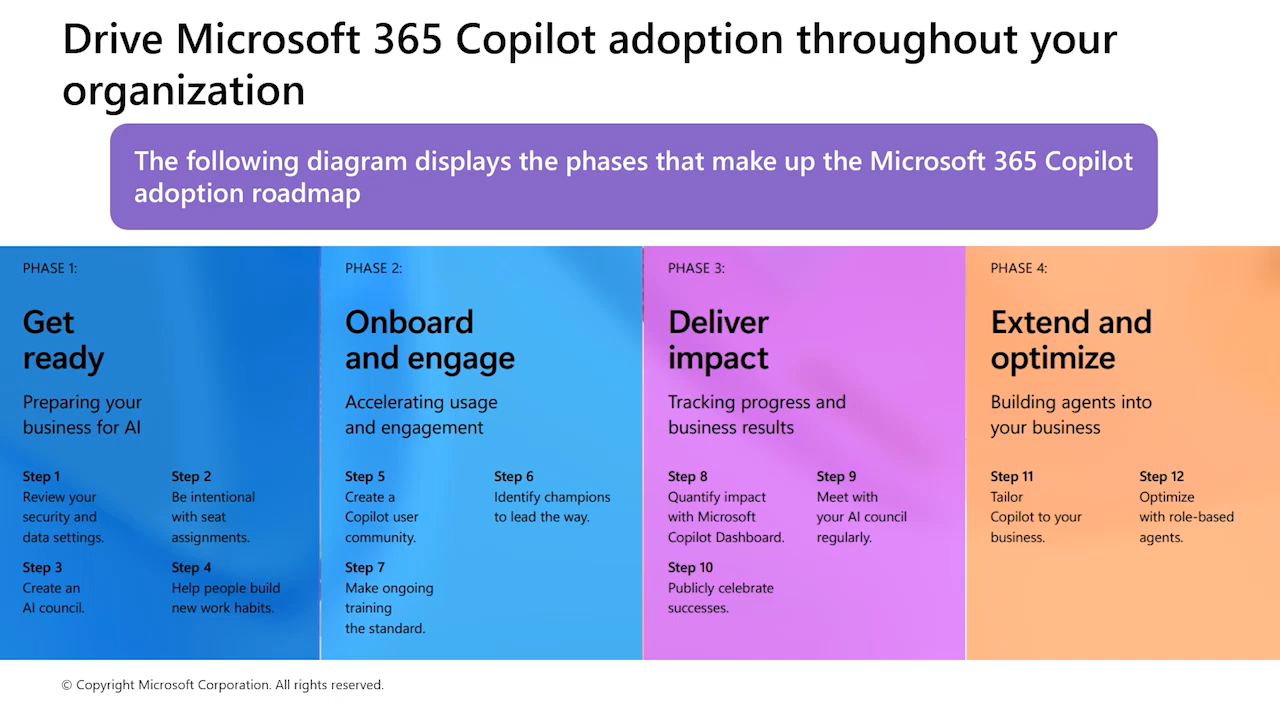 Drive Microsoft 365 Copilot adoption throughout your
organization
The following diagram displays the phases that make up the Microsoft 365 Copilot
adoption roadmap
PHASE 1:
Get
ready
Preparing your
business for AI
Step 1
Review your
security and
data settings.
Step 2
Be intentional
with seat
assignments.
Step 3
Create an
AI council.
Step 4
Help people build
new work habits.
PHASE 2:
Onboard
and engage
Accelerating usage
and engagement
Step 5
Create a
Copilot user
community.
Step 6
Identify champions
to lead the way.
Step 7
Make ongoing
training
the standard.
PHASE 3:
Deliver
impact
Tracking progress and
business results
Step 8
Quantify impact
with Microsoft
Copilot Dashboard.
Step 9
Meet with
your AI council
regularly.
Step 10
Publicly celebrate
successes.
PHASE 4:
Extend and
optimize
Building agents into
your business
Step 11
Tailor
Copilot to your
business.
Step 12
Optimize
with role-based
agents.
© Copyright Microsoft Corporation. All rights reserved.